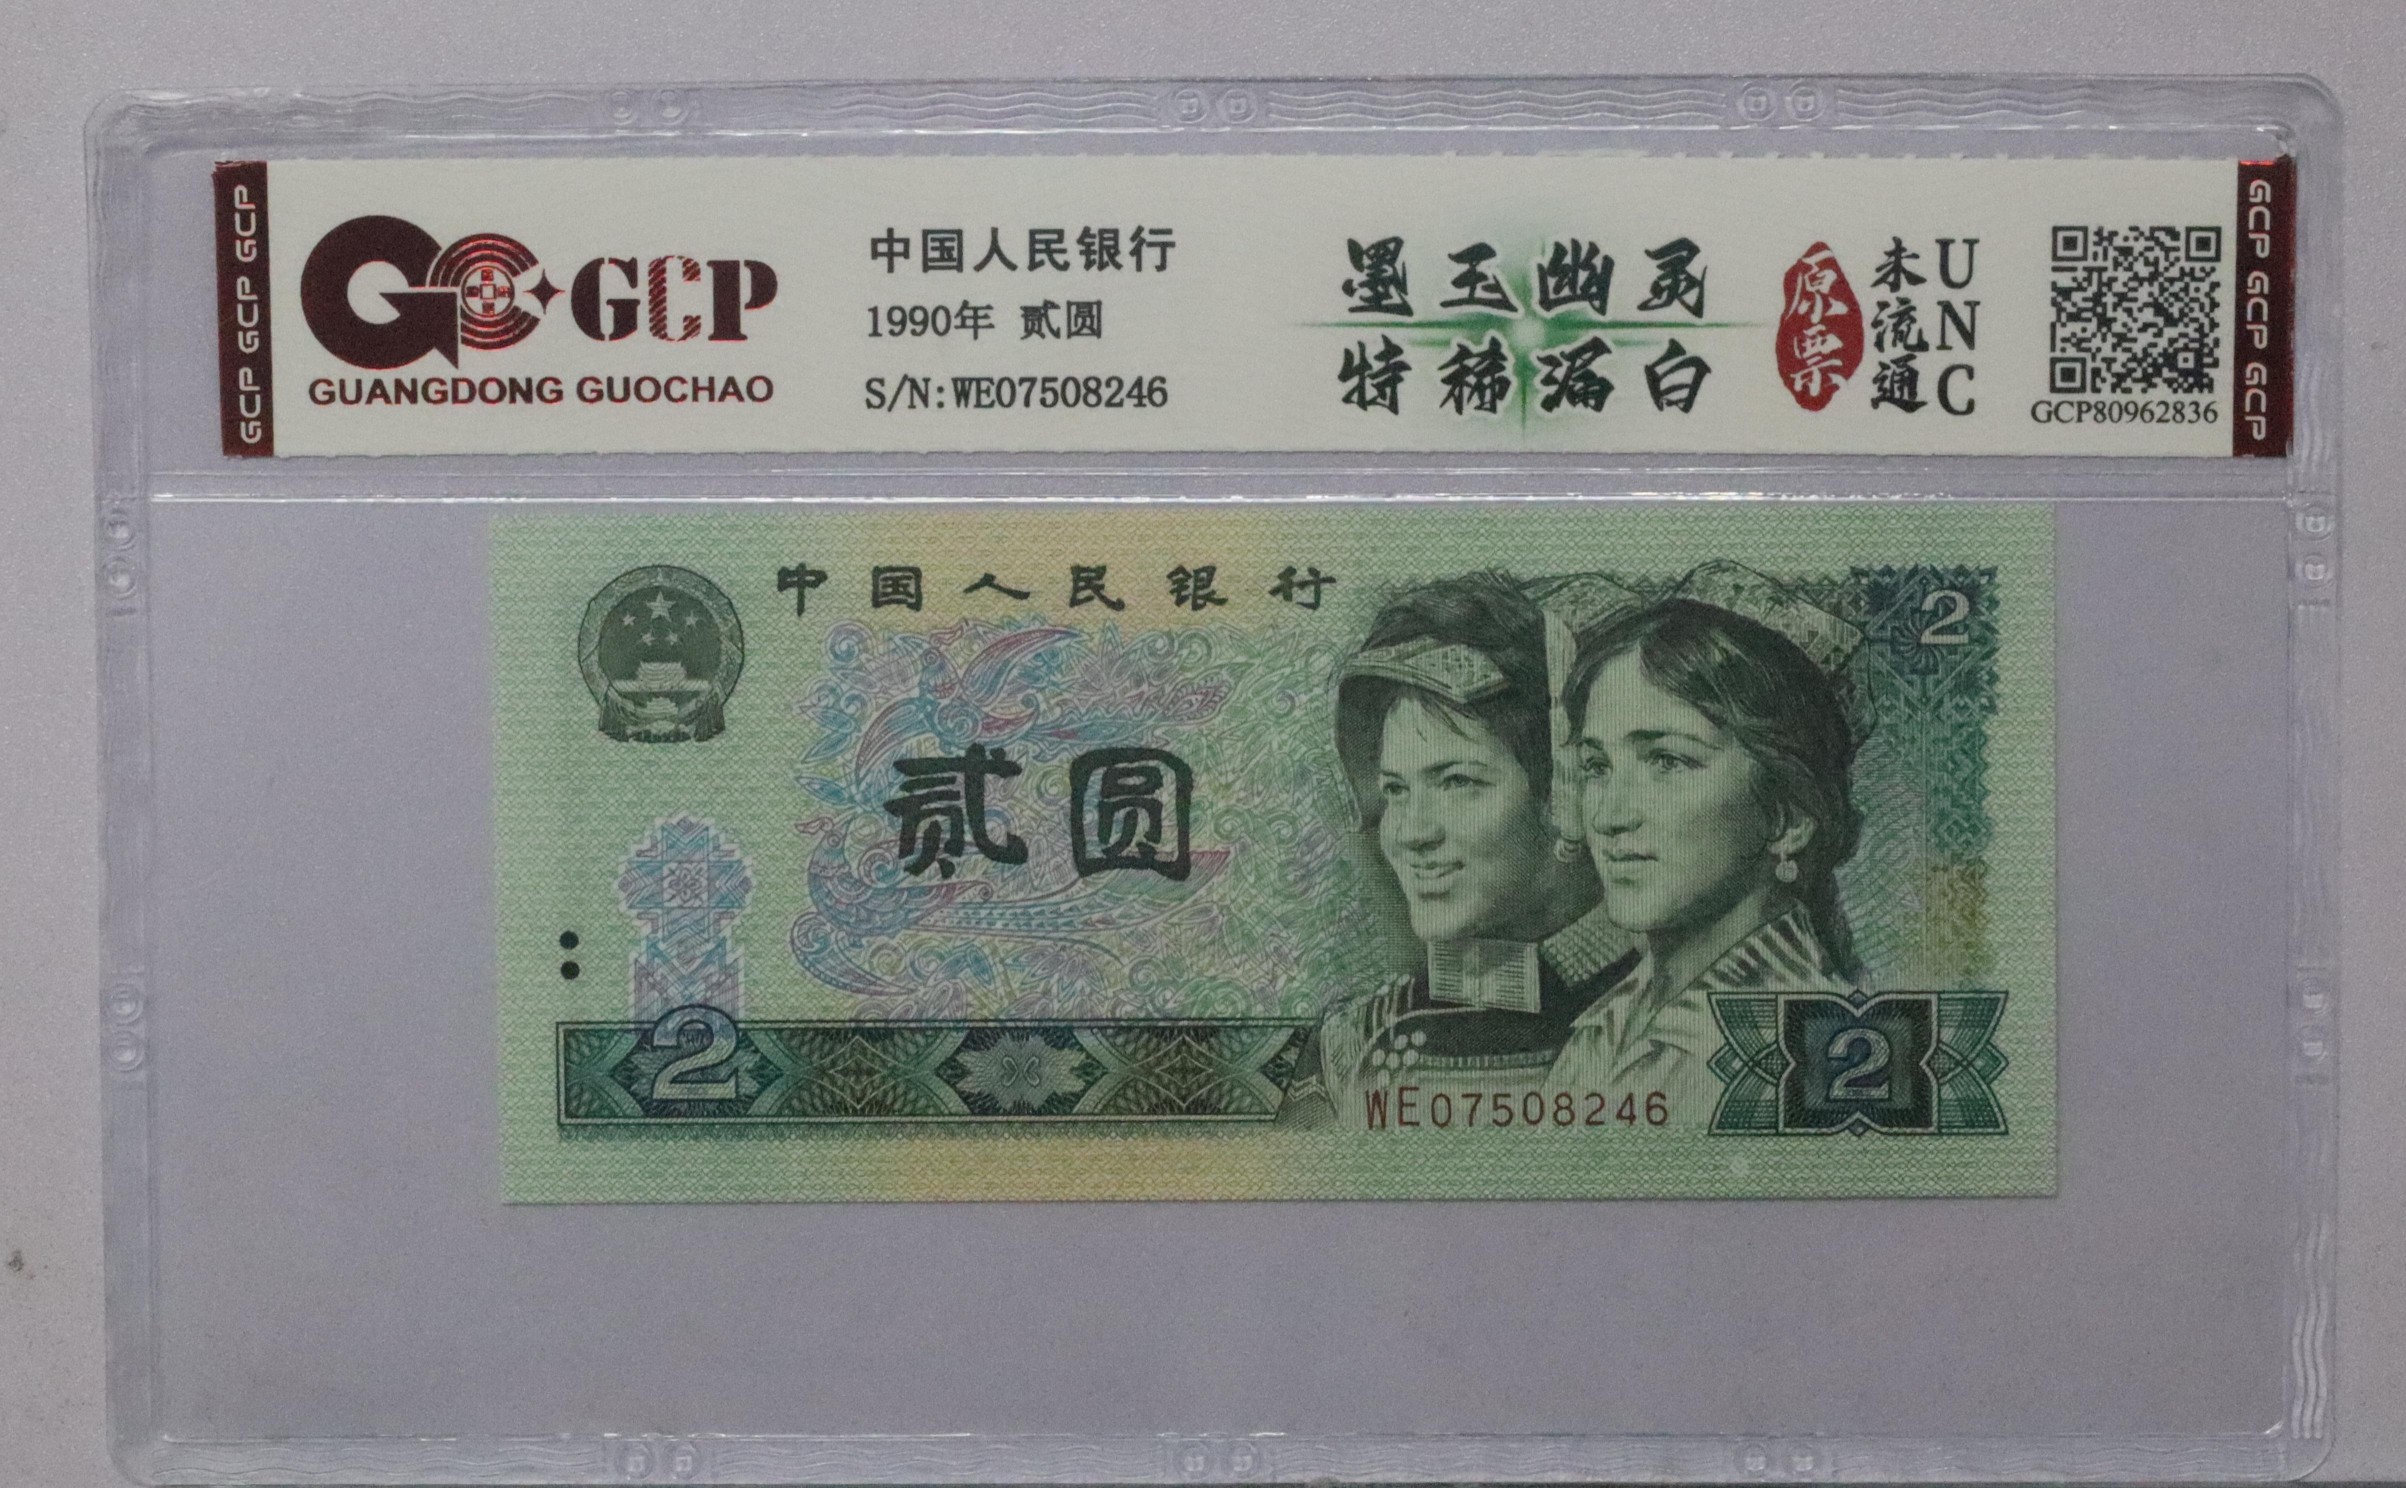 GCP GCP GCP
GCP
GUANGDONG GUOCHAO
中国人民银行
1990年 贰圆
S/N:WE07508246
墨玉幽灵
特稀漏白
原票
未流通
UNC
GCP80962836
GCP GCP GCP
中国人民银行
2
贰圆
2
WE07508246
2